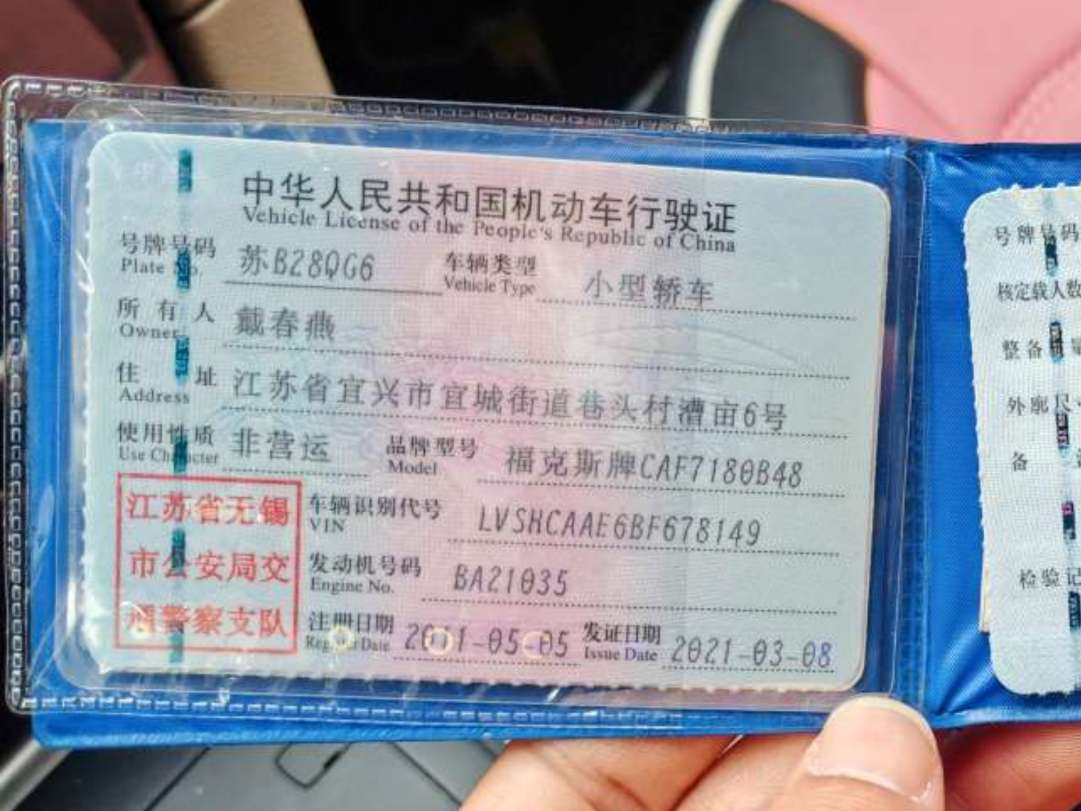 中华人民共和国机动车行驶证
Vehicle License of the People's Republic of China
号牌号码 苏B28QG6 车辆类型 小型轿车
Plate No. Vehicle Type
所有人 戴春燕
Owner
住址 江苏省宜兴市宜城街道巷头村漕亩6号
Address
使用性质 非营运 品牌型号 福克斯牌CAF7180B48
Use Character Model
江苏省无锡
市公安局交
通警察支队
车辆识别代号 LVSHCAAE6BF678149
VIN
发动机号码 BA21035
Engine No.
注册日期 2011-05-05 发证日期 2021-03-08
Register Date Issue Date
号牌号码
核定载人数
整备质量
外廓尺
备
检验记